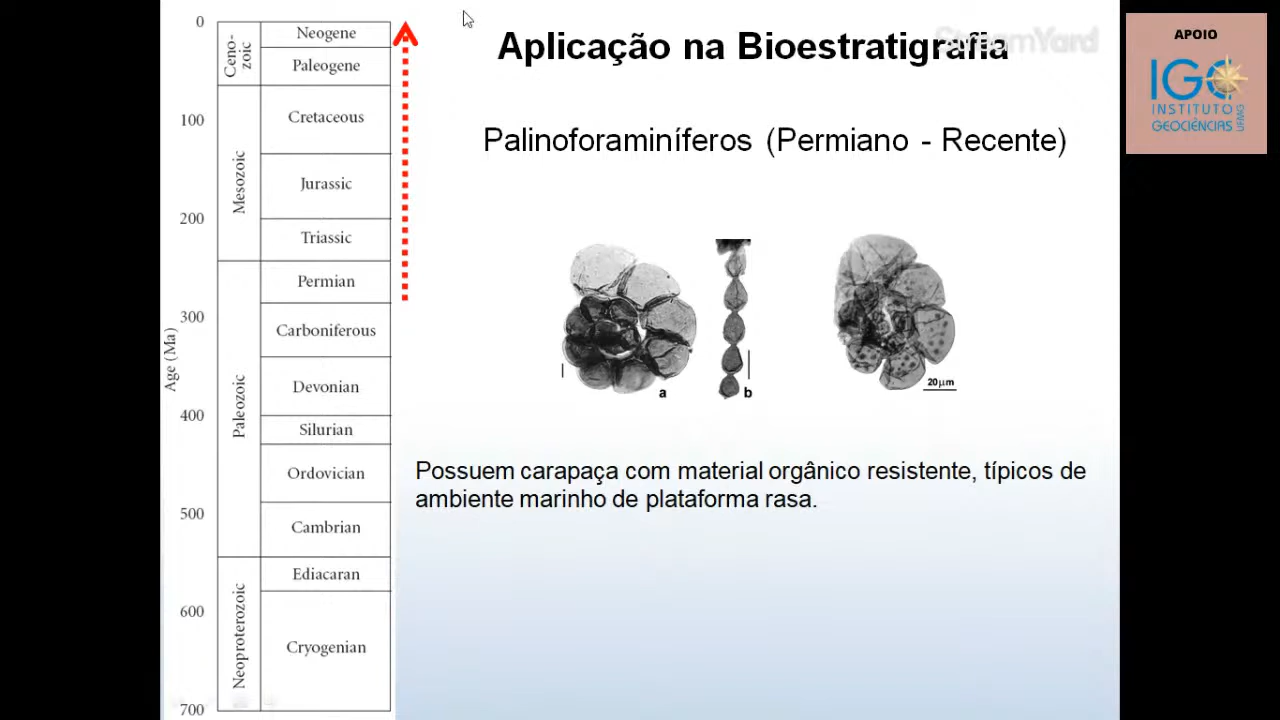 Aplicação na Bioestratigrafia
StreamYard
APOIO
IGC
INSTITUTO
GEOCIÊNCIAS
UFMG
Palinoforaminíferos (Permiano - Recente)
a
b
20µm
Possuem carapaça com material orgânico resistente, típicos de
ambiente marinho de plataforma rasa.
Age (Ma)
0
100
200
300
400
500
600
700
Ceno-
zoic
Mesozoic
Paleozoic
Neoproterozoic
Neogene
Paleogene
Cretaceous
Jurassic
Triassic
Permian
Carboniferous
Devonian
Silurian
Ordovician
Cambrian
Ediacaran
Cryogenian